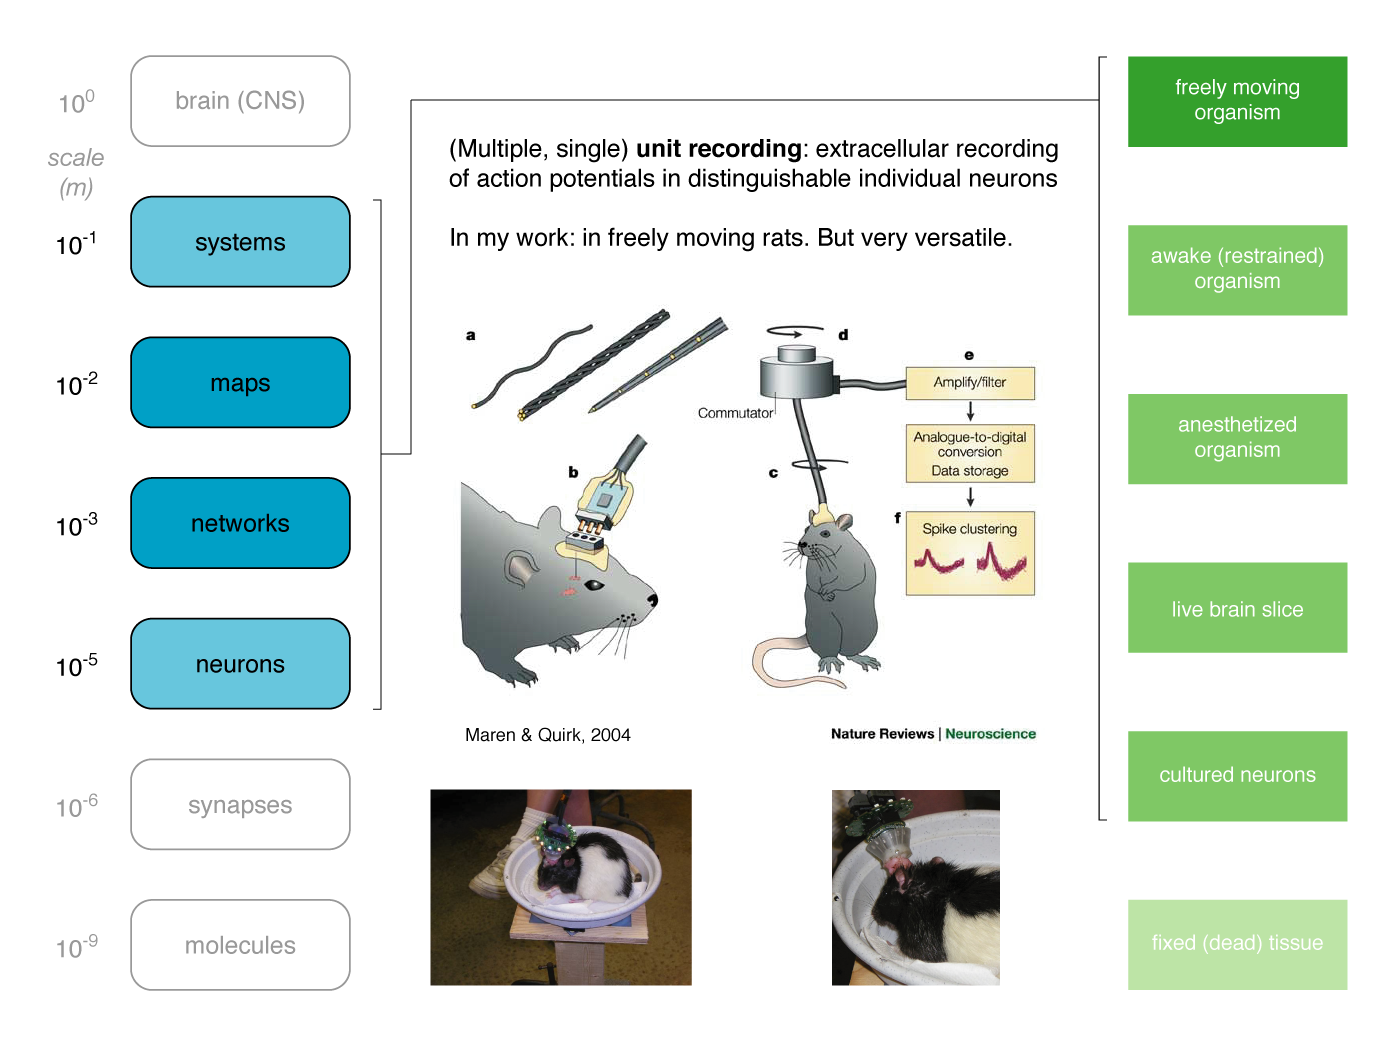 10^0
brain (CNS)
scale
(m)
10^-1
systems
10^-2
maps
10^-3
networks
10^-5
neurons
10^-6
synapses
10^-9
molecules
(Multiple, single) unit recording: extracellular recording
of action potentials in distinguishable individual neurons
In my work: in freely moving rats. But very versatile.
a
b
c
d
Commutator
e
Amplify/filter
Analogue-to-digital
conversion
Data storage
f
Spike clustering
Maren & Quirk, 2004
Nature Reviews | Neuroscience
freely moving
organism
awake (restrained)
organism
anesthetized
organism
live brain slice
cultured neurons
fixed (dead) tissue